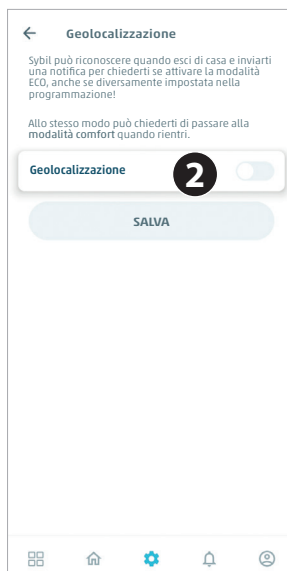 Geolocalizzazione
Sybil può riconoscere quando esci di casa e inviarti
una notifica per chiederti se attivare la modalità
ECO, anche se diversamente impostata nella
programmazione!
Allo stesso modo può chiederti di passare alla
modalità comfort quando rientri.
Geolocalizzazione
2
SALVA